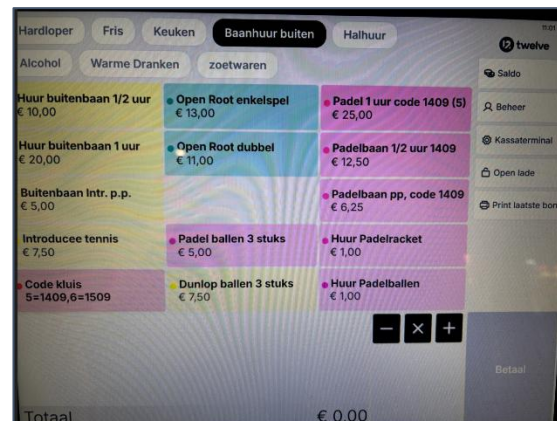 Hardloper Fris Keuken Baanhuur buiten Halhuur
11:01
twelve
Alcohol Warme Dranken zoetwaren
Saldo
Beheer
Kassaterminal
Open lade
Print laatste bon
Huur buitenbaan 1/2 uur
€ 10,00
Open Root enkelspel
€ 13,00
Padel 1 uur code 1409 (5)
€ 25,00
Huur buitenbaan 1 uur
€ 20,00
Open Root dubbel
€ 11,00
Padelbaan 1/2 uur 1409
€ 12,50
Buitenbaan Intr. p.p.
€ 5,00
Padelbaan pp, code 1409
€ 6,25
Introducee tennis
€ 7,50
Padel ballen 3 stuks
€ 5,00
Huur Padelracket
€ 1,00
Code kluis
5=1409,6=1509
Dunlop ballen 3 stuks
€ 7,50
Huur Padelballen
€ 1,00
− × +
Betaal
Totaal € 0,00